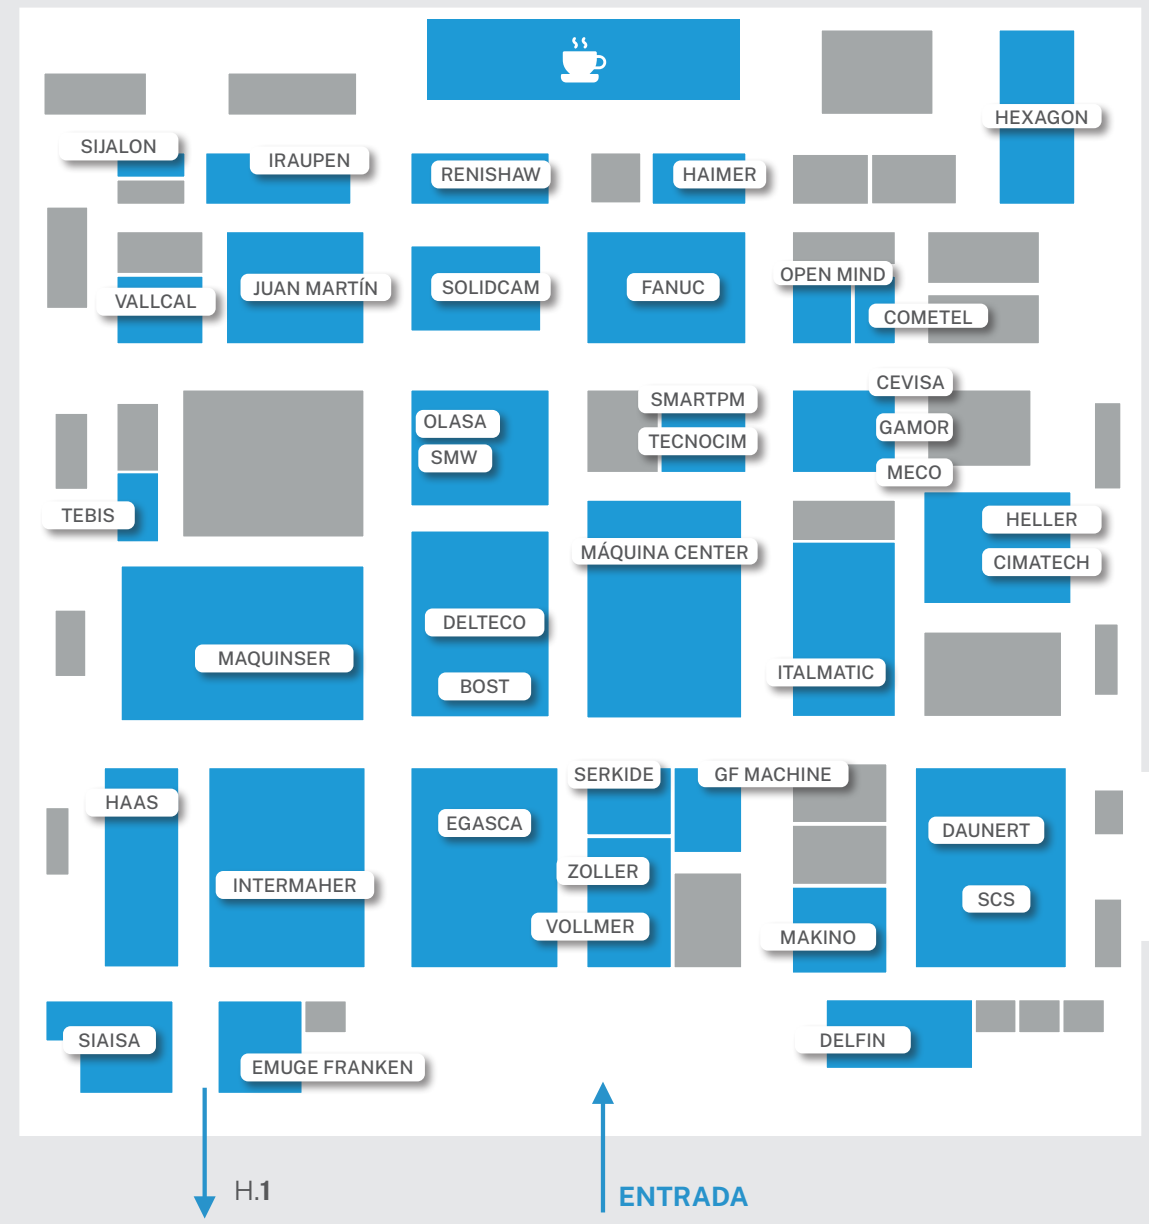 HEXAGON
SIJALON
IRAUPEN
RENISHAW
HAIMER
VALLCAL
JUAN MARTÍN
SOLIDCAM
FANUC
OPEN MIND
COMETEL
OLASA
SMW
SMARTPM
TECNOCIM
CEVISA
GAMOR
MECO
TEBIS
HELLER
CIMATECH
MÁQUINA CENTER
MAQUINSER
DELTECO
BOST
ITALMATIC
HAAS
INTERMAHER
EGASCA
SERKIDE
GF MACHINE
ZOLLER
VOLLMER
MAKINO
DAUNERT
SCS
SIAISA
EMUGE FRANKEN
DELFIN
H.1
ENTRADA